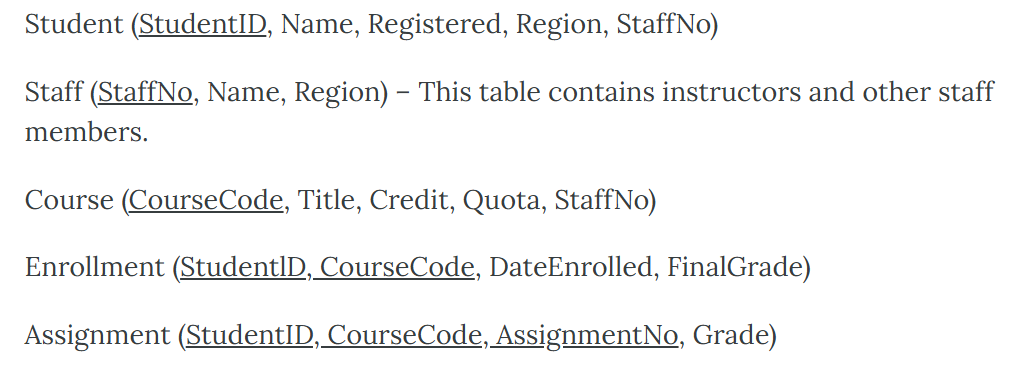 Student (StudentID, Name, Registered, Region, StaffNo)
Staff (StaffNo, Name, Region) – This table contains instructors and other staff
members.
Course (CourseCode, Title, Credit, Quota, StaffNo)
Enrollment (StudentlD, CourseCode, DateEnrolled, FinalGrade)
Assignment (StudentID, CourseCode, AssignmentNo, Grade)